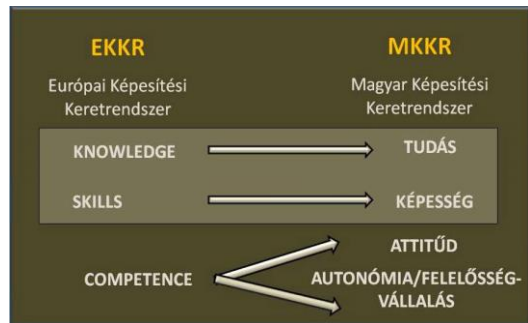 EKKR
MKKR
Európai Képesítési
Keretrendszer
Magyar Képesítési
Keretrendszer
KNOWLEDGE
TUDÁS
SKILLS
KÉPESSÉG
COMPETENCE
ATTITŰD
AUTONÓMIA/FELELŐSSÉG-
VÁLLALÁS